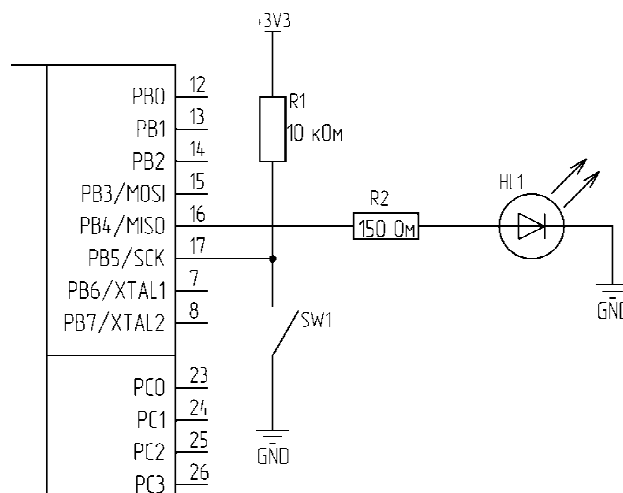 +3V3
PB0 12
PB1 13
PB2 14
PB3/MOSI 15
PB4/MISO 16
PB5/SCK 17
PB6/XTAL1 7
PB7/XTAL2 8
PC0 23
PC1 24
PC2 25
PC3 26
R1
10 кОм
R2
150 Ом
HL1
GND
SW1
GND